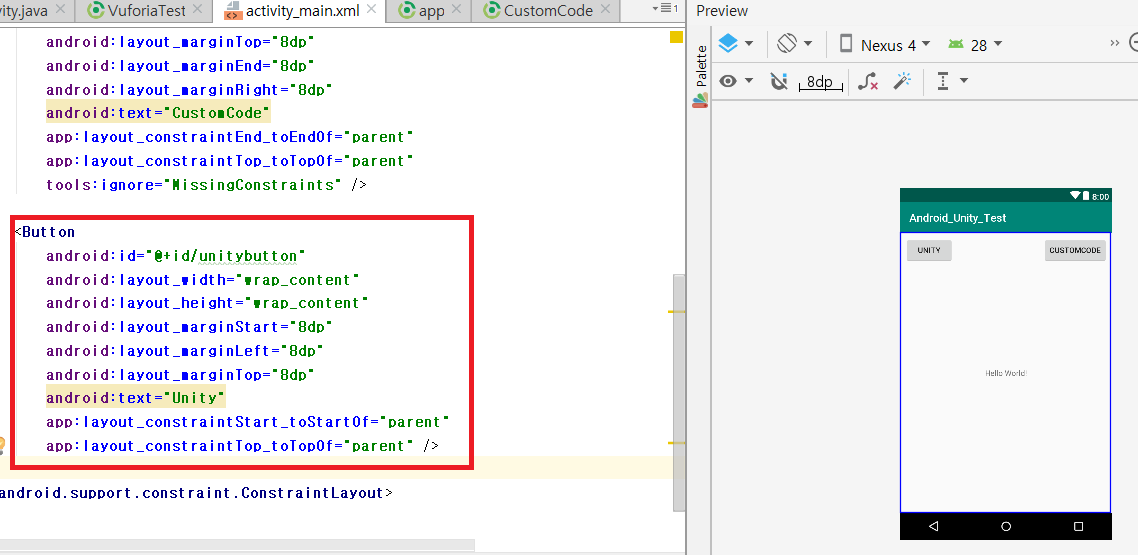 vity.java
VuforiaTest
activity_main.xml
app
CustomCode
1
android:layout_marginTop="8dp"
android:layout_marginEnd="8dp"
android:layout_marginRight="8dp"
android:text="CustomCode"
app:layout_constraintEnd_toEndOf="parent"
app:layout_constraintTop_toTopOf="parent"
tools:ignore="MissingConstraints" />
<Button
android:id="@+id/unitybutton"
android:layout_width="wrap_content"
android:layout_height="wrap_content"
android:layout_marginStart="8dp"
android:layout_marginLeft="8dp"
android:layout_marginTop="8dp"
android:text="Unity"
app:layout_constraintStart_toStartOf="parent"
app:layout_constraintTop_toTopOf="parent" />
android.support.constraint.ConstraintLayout>
Preview
Palette
Nexus 4
28
8dp
8:00
Android_Unity_Test
UNITY
CUSTOMCODE
Hello World!